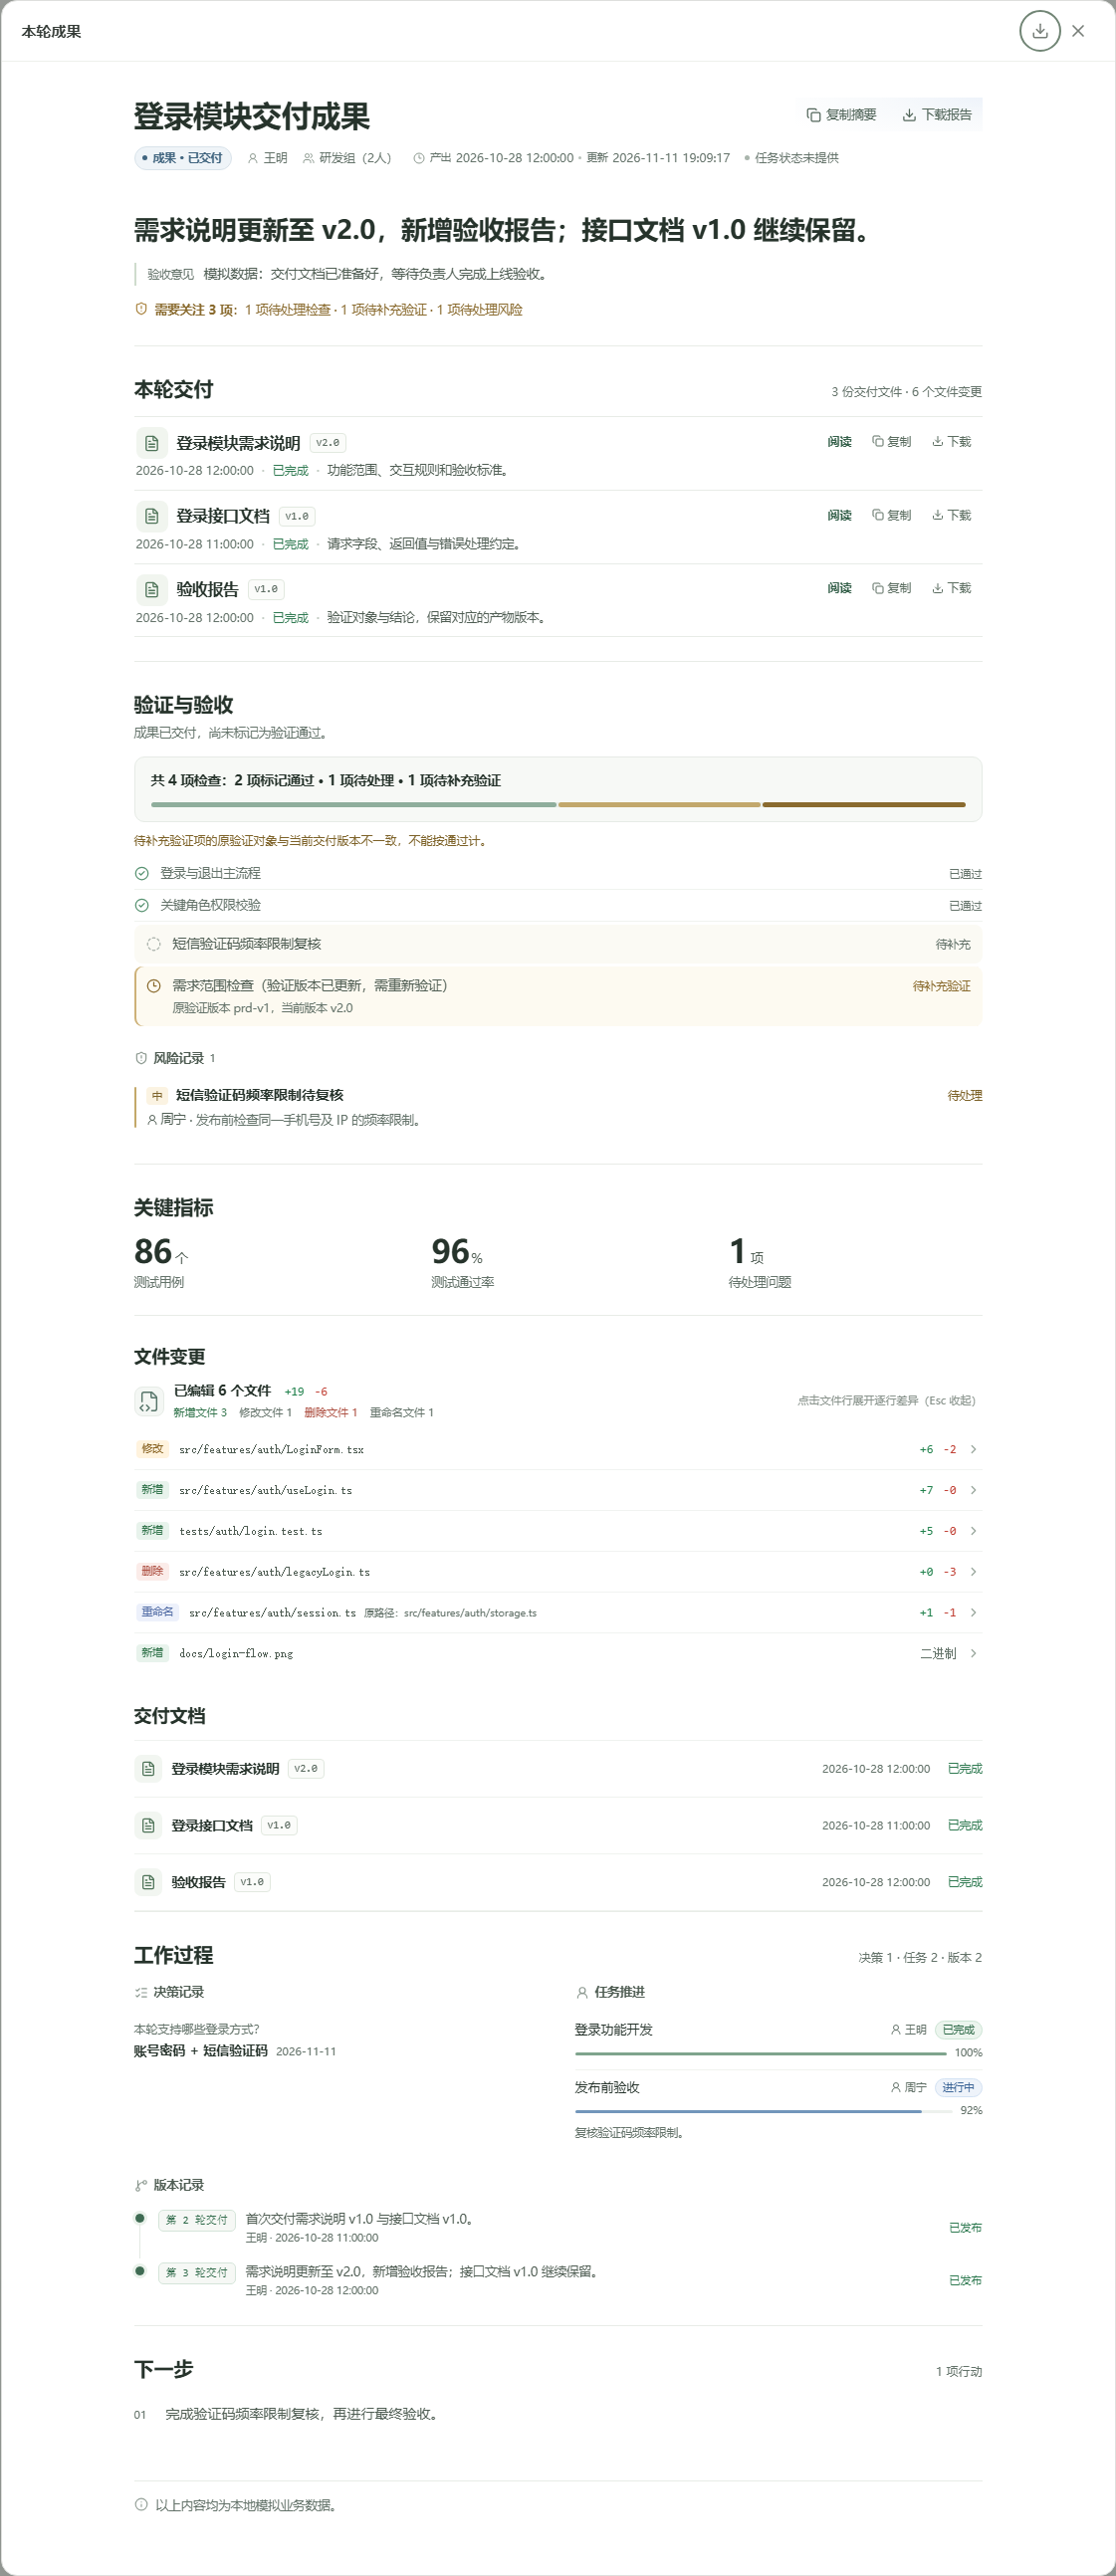 本轮成果
登录模块交付成果
复制摘要 下载报告
成果 • 已交付 王明 研发组（2人） 产出 2026-10-28 12:00:00 • 更新 2026-11-11 19:09:17 任务状态未提供
需求说明更新至 v2.0，新增验收报告；接口文档 v1.0 继续保留。
验收意见 模拟数据：交付文档已准备好，等待负责人完成上线验收。
需要关注 3 项：1 项待处理检查 · 1 项待补充验证 · 1 项待处理风险
本轮交付 3 份交付文件 · 6 个文件变更
登录模块需求说明 v2.0 阅读 复制 下载
2026-10-28 12:00:00 · 已完成 · 功能范围、交互规则和验收标准。
登录接口文档 v1.0 阅读 复制 下载
2026-10-28 11:00:00 · 已完成 · 请求字段、返回值与错误处理约定。
验收报告 v1.0 阅读 复制 下载
2026-10-28 12:00:00 · 已完成 · 验证对象与结论，保留对应的产物版本。
验证与验收
成果已交付，尚未标记为验证通过。
共 4 项检查：2 项标记通过 • 1 项待处理 • 1 项待补充验证
待补充验证项的原验证对象与当前交付版本不一致，不能按通过计。
登录与退出主流程 已通过
关键角色权限校验 已通过
短信验证码频率限制复核 待补充
需求范围检查（验证版本已更新，需重新验证） 待补充验证
原验证版本 prd-v1，当前版本 v2.0
风险记录 1
中 短信验证码频率限制待复核 待处理
周宁 · 发布前检查同一手机号及 IP 的频率限制。
关键指标
86 个 96 % 1 项
测试用例 测试通过率 待处理问题
文件变更
已编辑 6 个文件 +19 -6
新增文件 3 修改文件 1 删除文件 1 重命名文件 1
点击文件行展开逐行差异（Esc 收起）
修改 src/features/auth/LoginForm.tsx +6 -2
新增 src/features/auth/useLogin.ts +7 -0
新增 tests/auth/login.test.ts +5 -0
删除 src/features/auth/legacyLogin.ts +0 -3
重命名 src/features/auth/session.ts 原路径：src/features/auth/storage.ts +1 -1
新增 docs/login-flow.png 二进制
交付文档
登录模块需求说明 v2.0 2026-10-28 12:00:00 已完成
登录接口文档 v1.0 2026-10-28 11:00:00 已完成
验收报告 v1.0 2026-10-28 12:00:00 已完成
工作过程 决策 1 · 任务 2 · 版本 2
决策记录
本轮支持哪些登录方式？
账号密码 + 短信验证码 2026-11-11
任务推进
登录功能开发 王明 已完成
100%
发布前验收 周宁 进行中
92%
复核验证码频率限制。
版本记录
第 2 轮交付 首次交付需求说明 v1.0 与接口文档 v1.0。 已发布
王明 · 2026-10-28 11:00:00
第 3 轮交付 需求说明更新至 v2.0，新增验收报告；接口文档 v1.0 继续保留。 已发布
王明 · 2026-10-28 12:00:00
下一步 1 项行动
01 完成验证码频率限制复核，再进行最终验收。
以上内容均为本地模拟业务数据。